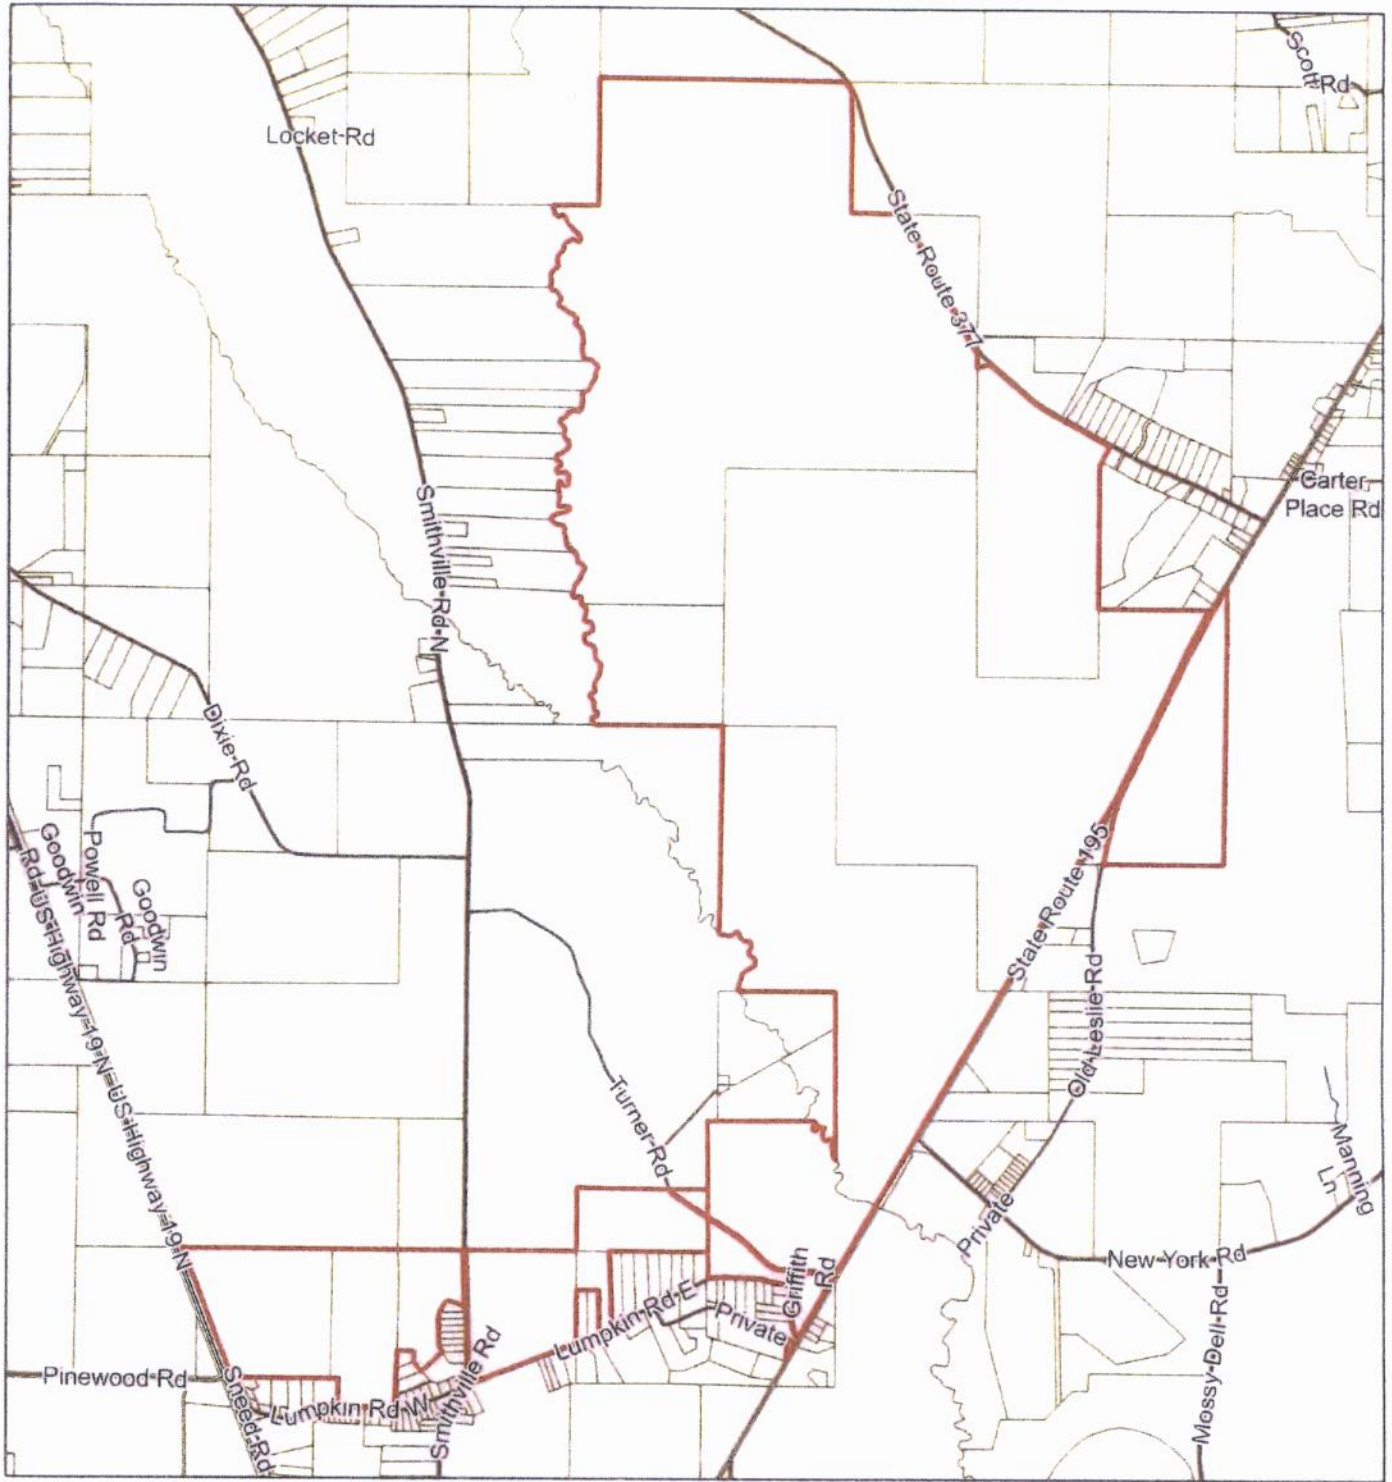 Scott Rd
Locket Rd
State Route 377
Carter
Place Rd
Smithville Rd N
Dixie Rd
Goodwin
Rd
Powell Rd
Goodwin
Rd
US Highway 19 N
US Highway 19 N
State Route 195
Old Leslie Rd
Turner Rd
Manning
Ln
Private
New York Rd
Griffith
Rd
Lumpkin Rd E
Private
Smithville Rd
Pinewood Rd
Sneed Rd
Lumpkin Rd W
Mossy Dell Rd